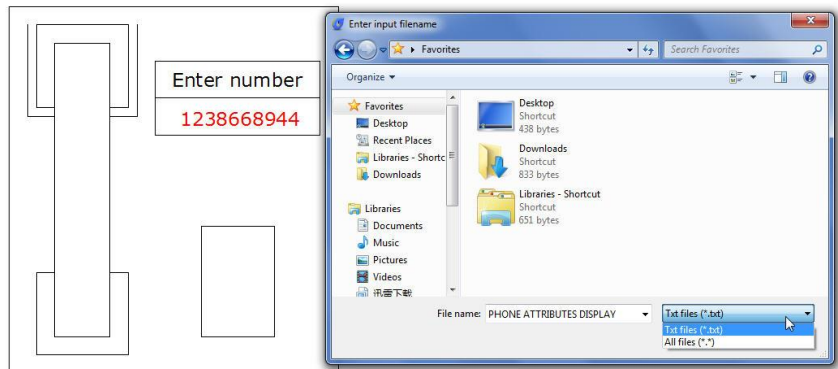 Enter number
1238668944
Enter input filename
Favorites
Search Favorites
Organize
Favorites
Desktop
Recent Places
Libraries - Shortc
Downloads
Libraries
Documents
Music
Pictures
Videos
迅雷下载
Desktop
Shortcut
438 bytes
Downloads
Shortcut
833 bytes
Libraries - Shortcut
Shortcut
651 bytes
File name: PHONE ATTRIBUTES DISPLAY
Txt files (*.txt)
Txt files (*.txt)
All files (*.*)